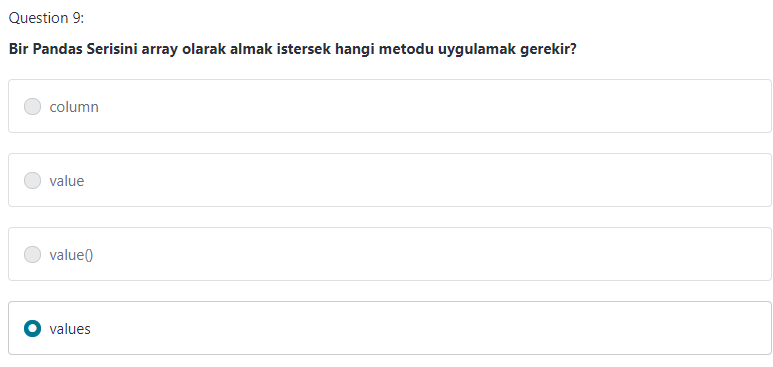 Question 9:
Bir Pandas Serisini array olarak almak istersek hangi metodu uygulamak gerekir?
column
value
value()
values